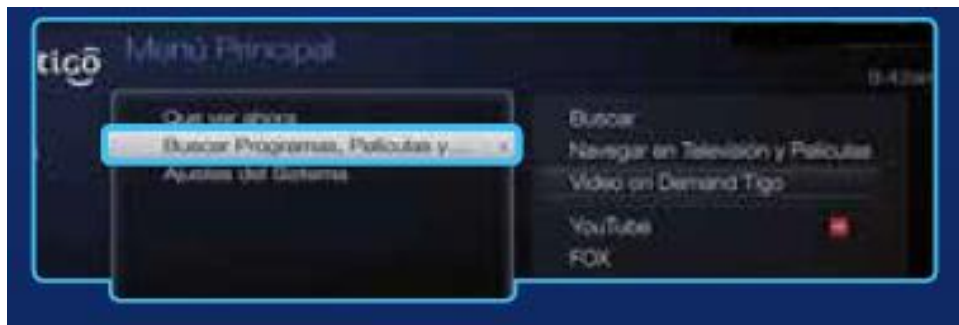 tigō
Menú Principal
Que ver ahora
Buscar Programas, Películas y...
Ajustes del Sistema
Buscar
Navegar en Televisión y Películas
Video on Demand Tigo
YouTube
FOX